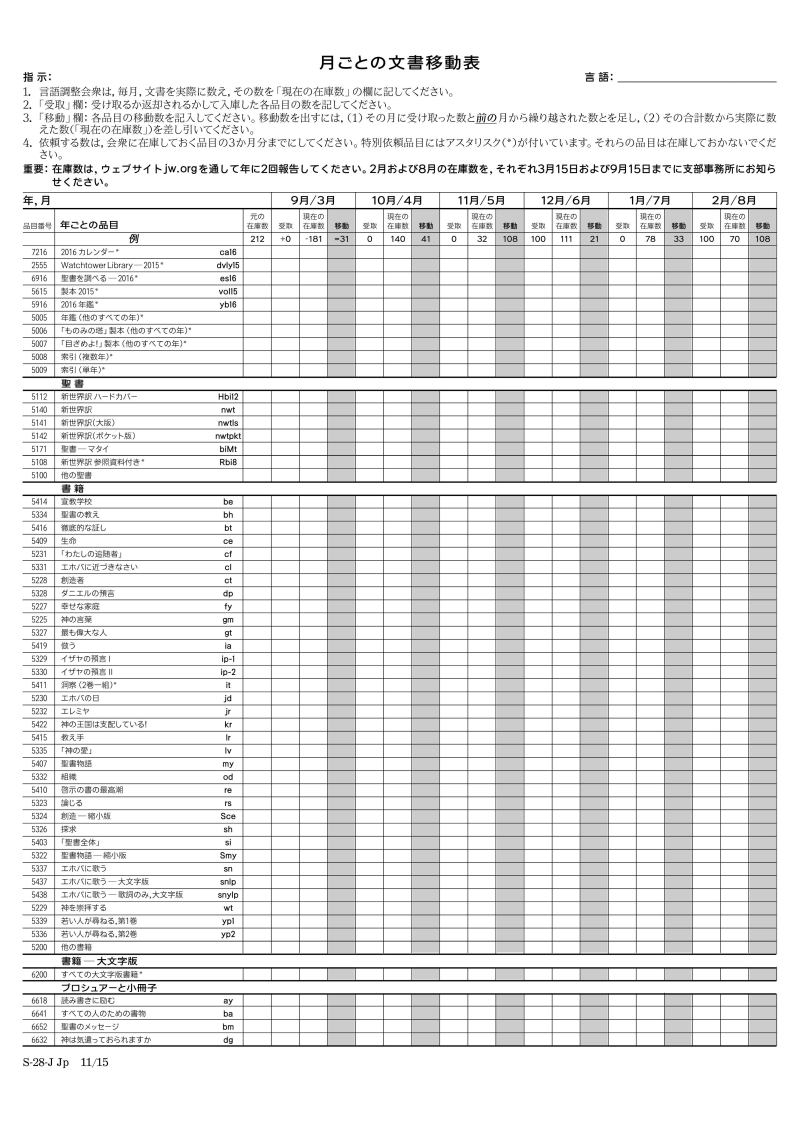 月ごとの文書移動表
指 示： 言 語：
1. 言語調整会衆は，毎月，文書を実際に数え，その数を「現在の在庫数」の欄に記してください。
2. 「受取」欄：受け取るか返却されるかして入庫した各品目の数を記してください。
3. 「移動」欄：各品目の移動数を記入してください。移動数を出すには，（1）その月に受け取った数と前の月から繰り越された数とを足し，（2）その合計数から実際に数
えた数（「現在の在庫数」）を差し引いてください。
4. 依頼する数は，会衆に在庫しておく品目の3か月分までにしてください。特別依頼品目にはアスタリスク（*）が付いています。それらの品目は在庫しておかないでくだ
さい。
重要：在庫数は，ウェブサイトjw.orgを通して年に2回報告してください。2月および8月の在庫数を，それぞれ3月15日および9月15日までに支部事務所にお知ら
せください。
年，月 9月/3月 10月/4月 11月/5月 12月/6月 1月/7月 2月/8月
品目番号 年ごとの品目 元の在庫数 受取 現在の在庫数 移動 受取 現在の在庫数 移動 受取 現在の在庫数 移動 受取 現在の在庫数 移動 受取 現在の在庫数 移動 受取 現在の在庫数 移動
例 212 +0 -181 =31 0 140 41 0 32 108 100 111 21 0 78 33 100 70 108
7216 2016 カレンダー* ca16
2555 Watchtower Library — 2015* dvlyl5
6916 聖書を調べる — 2016* es16
5615 製本 2015* vol15
5916 2016 年鑑* yb16
5005 年鑑（他のすべての年）*
5006 「ものみの塔」製本（他のすべての年）*
5007 「目ざめよ！」製本（他のすべての年）*
5008 索引（複数年）*
5009 索引（単年）*
聖 書
5112 新世界訳 ハードカバー Hbi12
5140 新世界訳 nwt
5141 新世界訳（大版） nwtls
5142 新世界訳（ポケット版） nwtpkt
5171 聖書 — マタイ biMt
5108 新世界訳 参照資料付き* Rbi8
5100 他の聖書
書 籍
5414 宣教学校 be
5334 聖書の教え bh
5416 徹底的な証し bt
5409 生命 ce
5231 「わたしの追随者」 cf
5331 エホバに近づきなさい cl
5228 創造者 ct
5328 ダニエルの預言 dp
5227 幸せな家庭 fy
5225 神の言葉 gm
5327 最も偉大な人 gt
5419 倣う ia
5329 イザヤの預言 I ip-1
5330 イザヤの預言 II ip-2
5411 洞察（2巻一組）* it
5230 エホバの日 jd
5232 エレミヤ jr
5422 神の王国は支配している！ kr
5415 教え手 lr
5335 「神の愛」 lv
5407 聖書物語 my
5332 組織 od
5410 啓示の書の最高潮 re
5323 論じる rs
5324 創造 — 縮小版 Sce
5326 探求 sh
5403 「聖書全体」 si
5322 聖書物語 — 縮小版 Smy
5337 エホバに歌う sn
5437 エホバに歌う — 大文字版 snlp
5438 エホバに歌う — 歌詞のみ，大文字版 snylp
5229 神を崇拝する wt
5339 若い人が尋ねる，第1巻 yp1
5336 若い人が尋ねる，第2巻 yp2
5200 他の書籍
書籍 — 大文字版
6200 すべての大文字版書籍*
ブロシュアーと小冊子
6618 読み書きに励む ay
6641 すべての人のための書物 ba
6652 聖書のメッセージ bm
6632 神は気遣っておられますか dg
S-28-J Jp 11/15